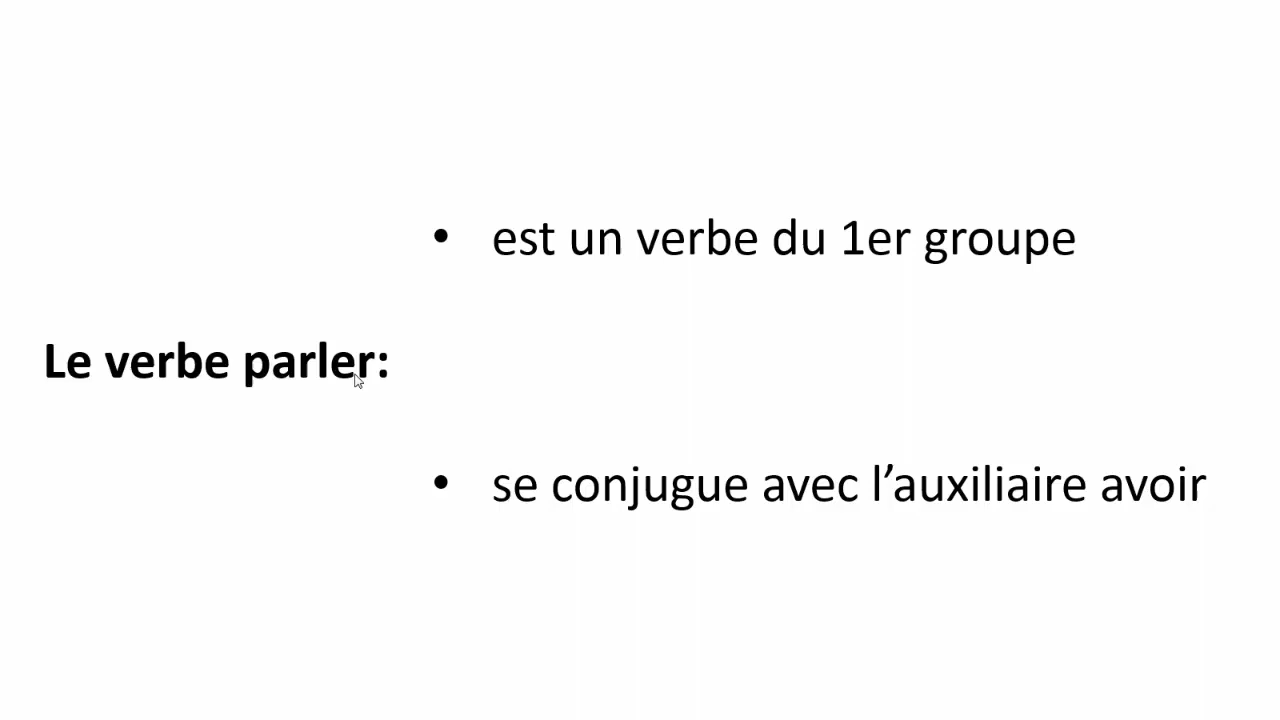 • est un verbe du 1er groupe
Le verbe parler:
• se conjugue avec l’auxiliaire avoir